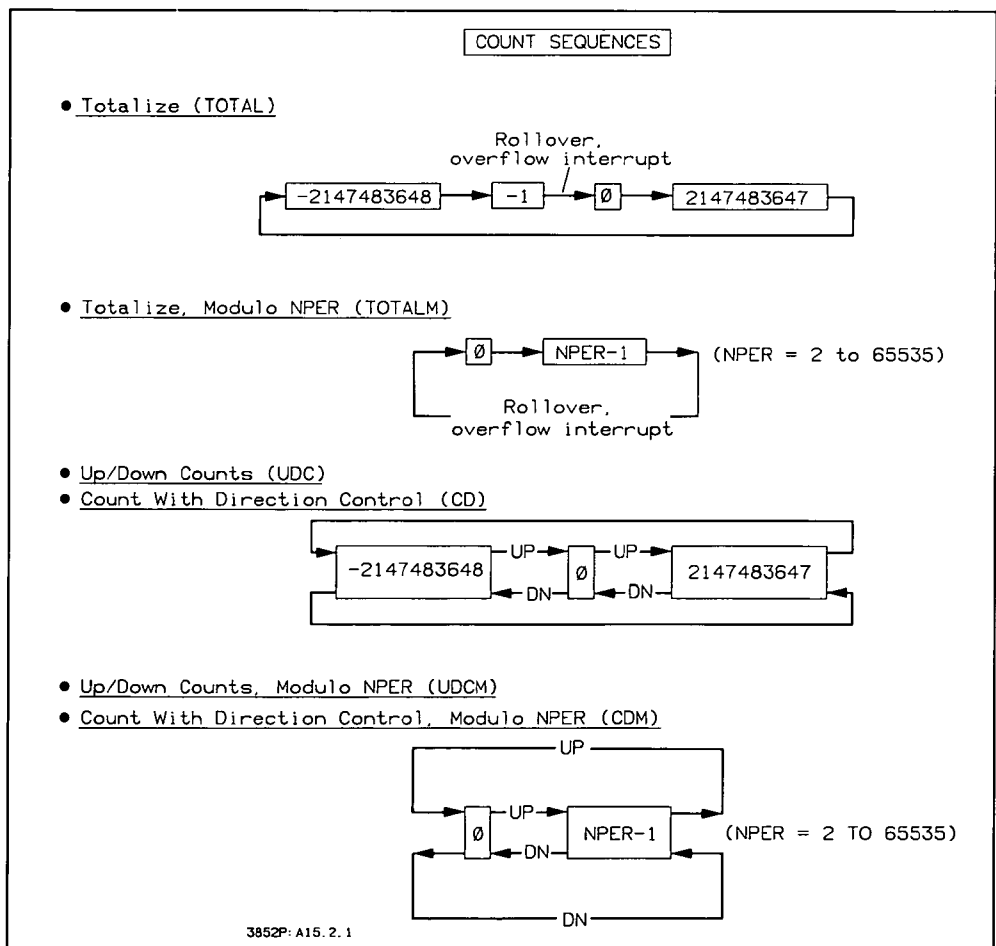 COUNT SEQUENCES
● Totalize (TOTAL)
Rollover,
overflow interrupt
-2147483648 -1 Ø 2147483647
● Totalize, Modulo NPER (TOTALM)
Ø NPER-1 (NPER = 2 to 65535)
Rollover,
overflow interrupt
● Up/Down Counts (UDC)
● Count With Direction Control (CD)
UP UP
-2147483648 Ø 2147483647
DN DN
● Up/Down Counts, Modulo NPER (UDCM)
● Count With Direction Control, Modulo NPER (CDM)
UP
UP
Ø NPER-1 (NPER = 2 TO 65535)
DN
DN
3852P:A15.2.1